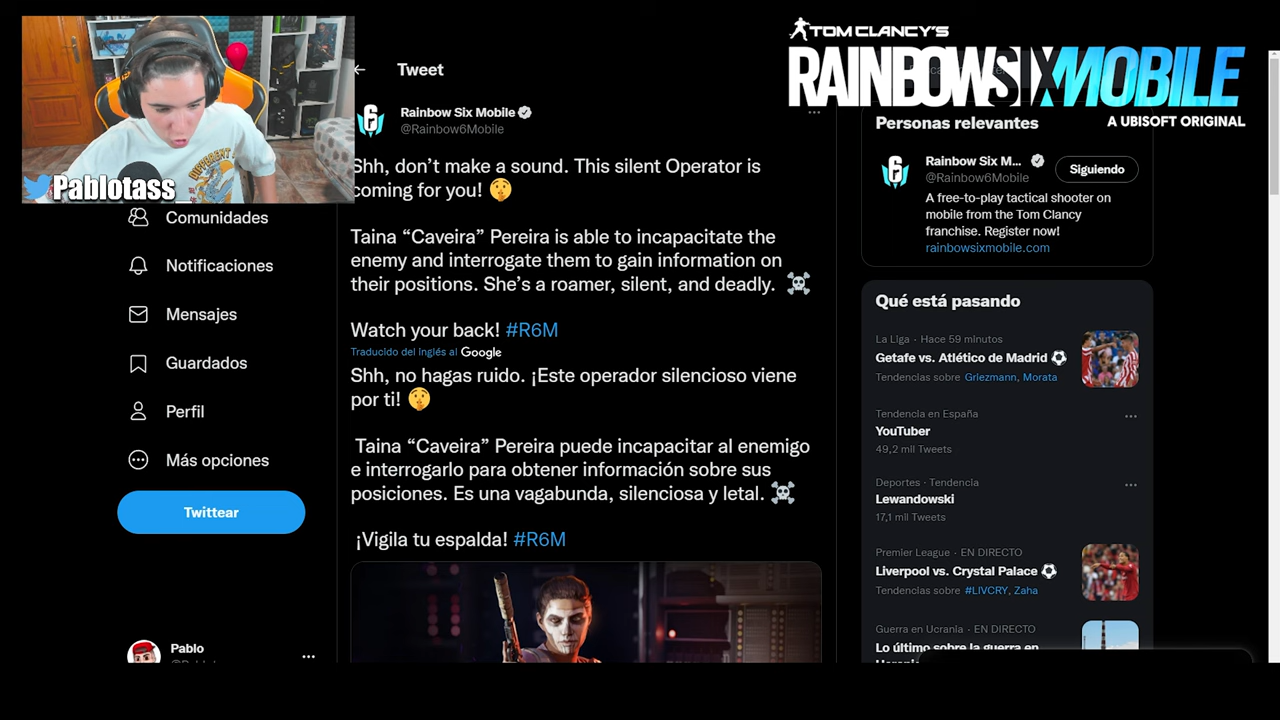 Pablotass
Comunidades
Notificaciones
Mensajes
Guardados
Perfil
Más opciones
Twittear
Pablo
Tweet
Rainbow Six Mobile
@Rainbow6Mobile
Shh, don’t make a sound. This silent Operator is
coming for you! 🤫
Taina “Caveira” Pereira is able to incapacitate the
enemy and interrogate them to gain information on
their positions. She’s a roamer, silent, and deadly. ☠️
Watch your back! #R6M
Traducido del inglés al Google
Shh, no hagas ruido. ¡Este operador silencioso viene
por ti! 🤫
Taina “Caveira” Pereira puede incapacitar al enemigo
e interrogarlo para obtener información sobre sus
posiciones. Es una vagabunda, silenciosa y letal. ☠️
¡Vigila tu espalda! #R6M
TOM CLANCY'S
RAINBOWSIXMOBILE
A UBISOFT ORIGINAL
Personas relevantes
Rainbow Six M...
@Rainbow6Mobile
Siguiendo
A free-to-play tactical shooter on
mobile from the Tom Clancy
franchise. Register now!
rainbowsixmobile.com
Qué está pasando
La Liga · Hace 59 minutos
Getafe vs. Atlético de Madrid ⚽
Tendencias sobre Griezmann, Morata
Tendencia en España
YouTuber
49,2 mil Tweets
Deportes · Tendencia
Lewandowski
17,1 mil Tweets
Premier League · EN DIRECTO
Liverpool vs. Crystal Palace ⚽
Tendencias sobre #LIVCRY, Zaha
Guerra en Ucrania · EN DIRECTO
Lo último sobre la guerra en